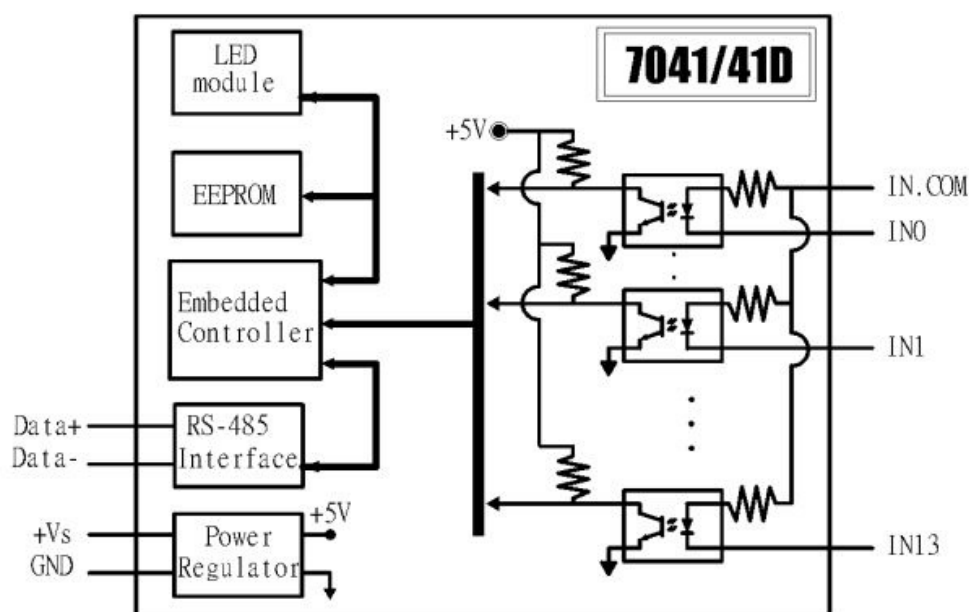 LED
module
7041/41D
+5V
EEPROM
IN.COM
IN0
Embedded
Controller
IN1
Data+
RS-485
Data-
Interface
+5V
+Vs
Power
IN13
GND
Regulator